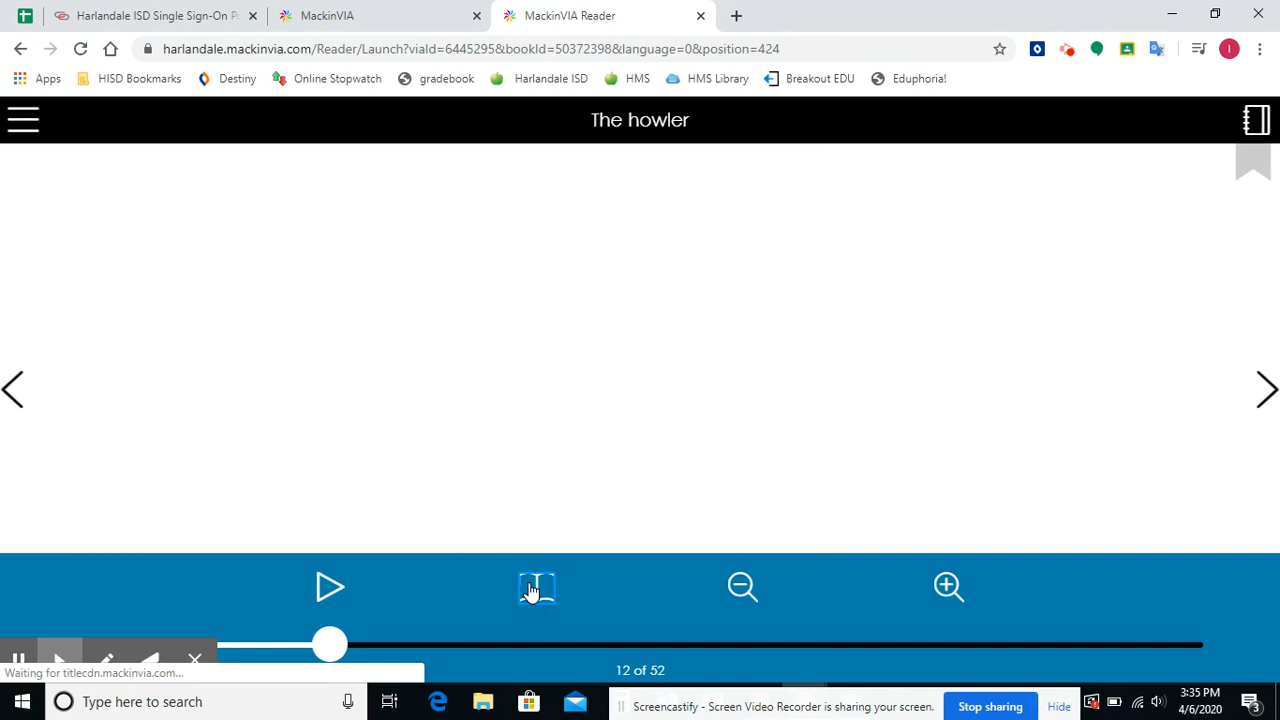 Harlandale ISD Single Sign-On Po
MackinVIA
MackinVIA Reader
harlandale.mackinvia.com/Reader/Launch?viaId=6445295&bookId=50372398&language=0&position=424
I
Apps
HISD Bookmarks
Destiny
Online Stopwatch
gradebook
Harlandale ISD
HMS
HMS Library
Breakout EDU
Eduphoria!
The howler
12 of 52
Waiting for titlecdn.mackinvia.com...
Type here to search
Screencastify - Screen Video Recorder is sharing your screen.
Stop sharing
Hide
3:35 PM
4/6/2020
3